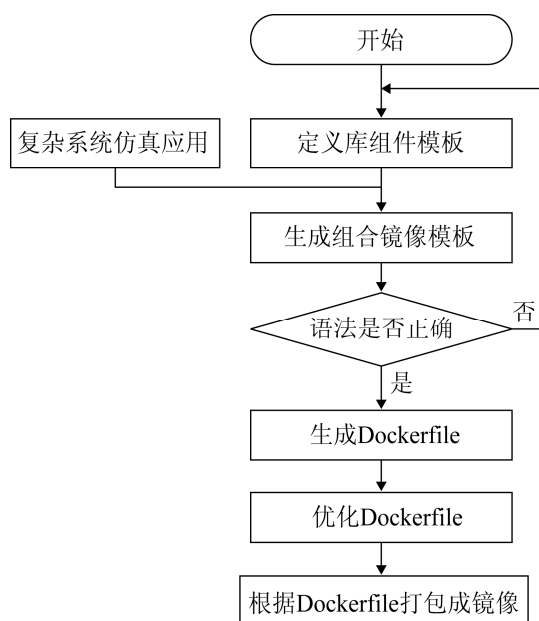 开始
复杂系统仿真应用
定义库组件模板
生成组合镜像模板
语法是否正确
否
是
生成Dockerfile
优化Dockerfile
根据Dockerfile打包成镜像